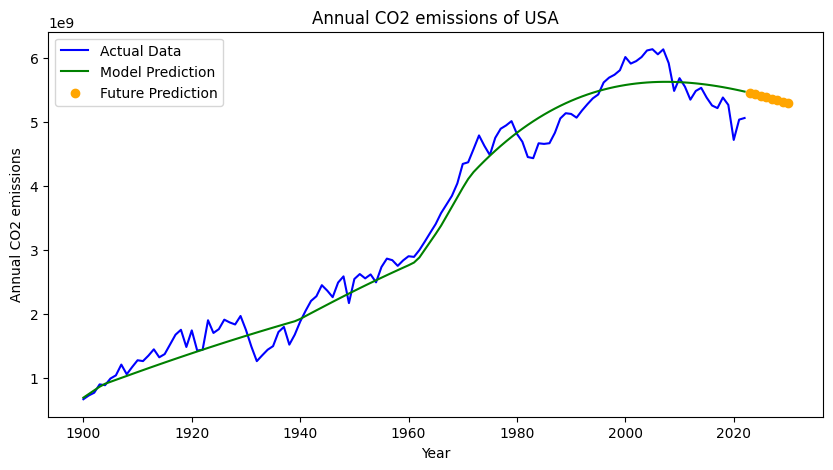 Annual CO2 emissions of USA
1e9
Actual Data
Model Prediction
Future Prediction
6
5
4
3
2
1
Annual CO2 emissions
1900 1920 1940 1960 1980 2000 2020
Year